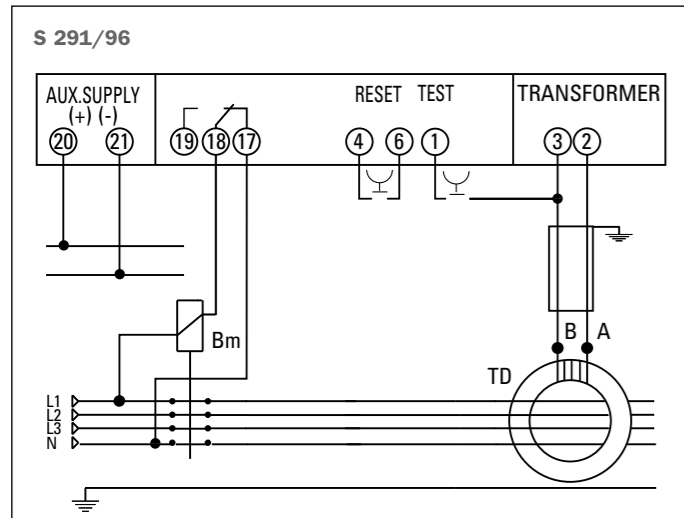 S 291/96
AUX.SUPPLY RESET TEST TRANSFORMER
(+) (-)
20 21 19 18 17 4 6 1 3 2
B A
Bm
TD
L1
L2
L3
N